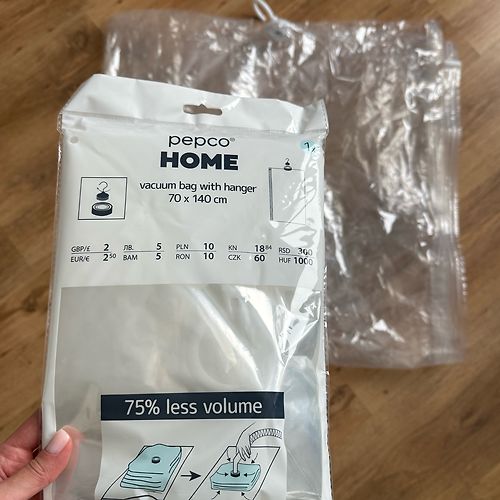 pepco®
HOME
vacuum bag with hanger
70 x 140 cm
GBP/£ 2 ЛВ. 5 PLN 10 KN 18⁸⁴ RSD 300
EUR/€ 2⁵⁰ BAM 5 RON 10 CZK 60 HUF 1000
75% less volume